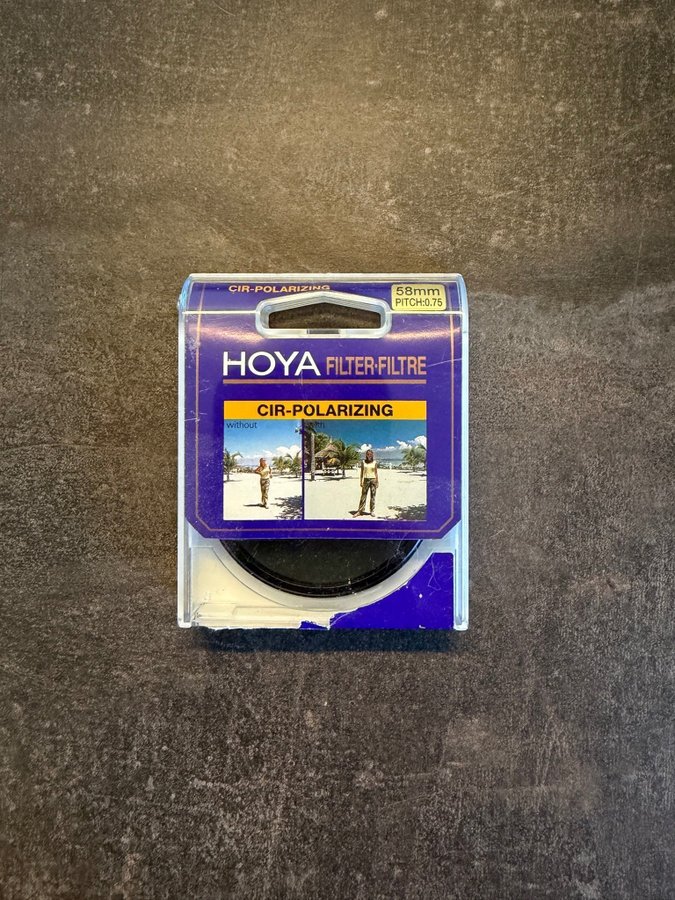 CIR-POLARIZING
58mm
PITCH:0.75
HOYA FILTER·FILTRE
CIR-POLARIZING
without